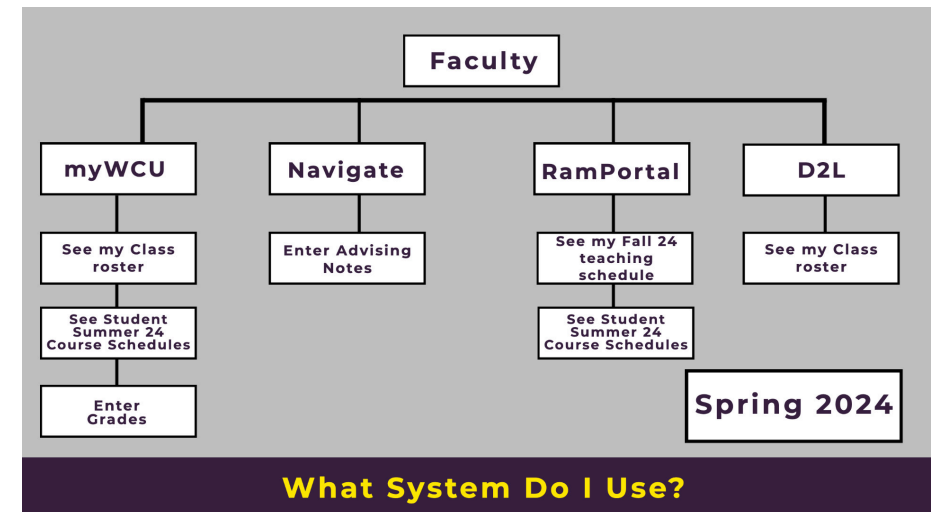 Faculty
myWCU
Navigate
RamPortal
D2L
See my Class
roster
Enter Advising
Notes
See my Fall 24
teaching
schedule
See my Class
roster
See Student
Summer 24
Course Schedules
See Student
Summer 24
Course Schedules
Enter
Grades
Spring 2024
What System Do I Use?